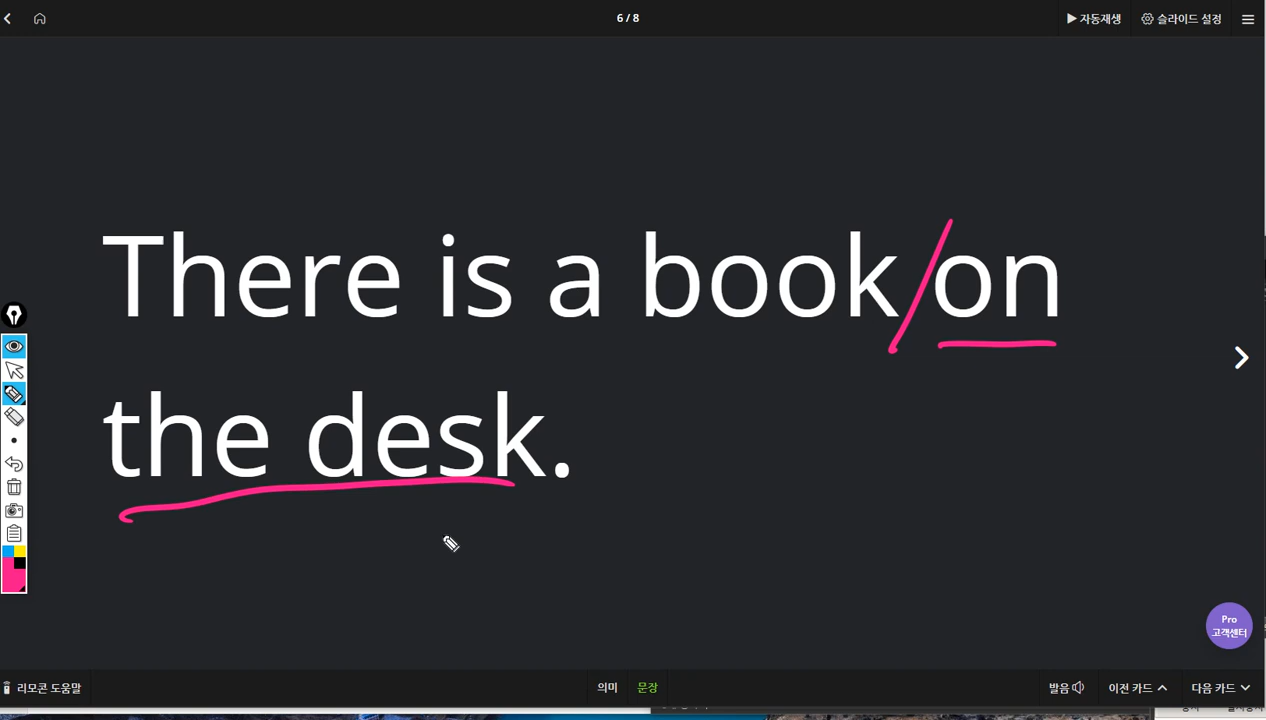 6 / 8
자동재생
슬라이드 설정
There is a book on
the desk.
Pro
고객센터
리모콘 도움말
의미
문장
발음
이전 카드
다음 카드